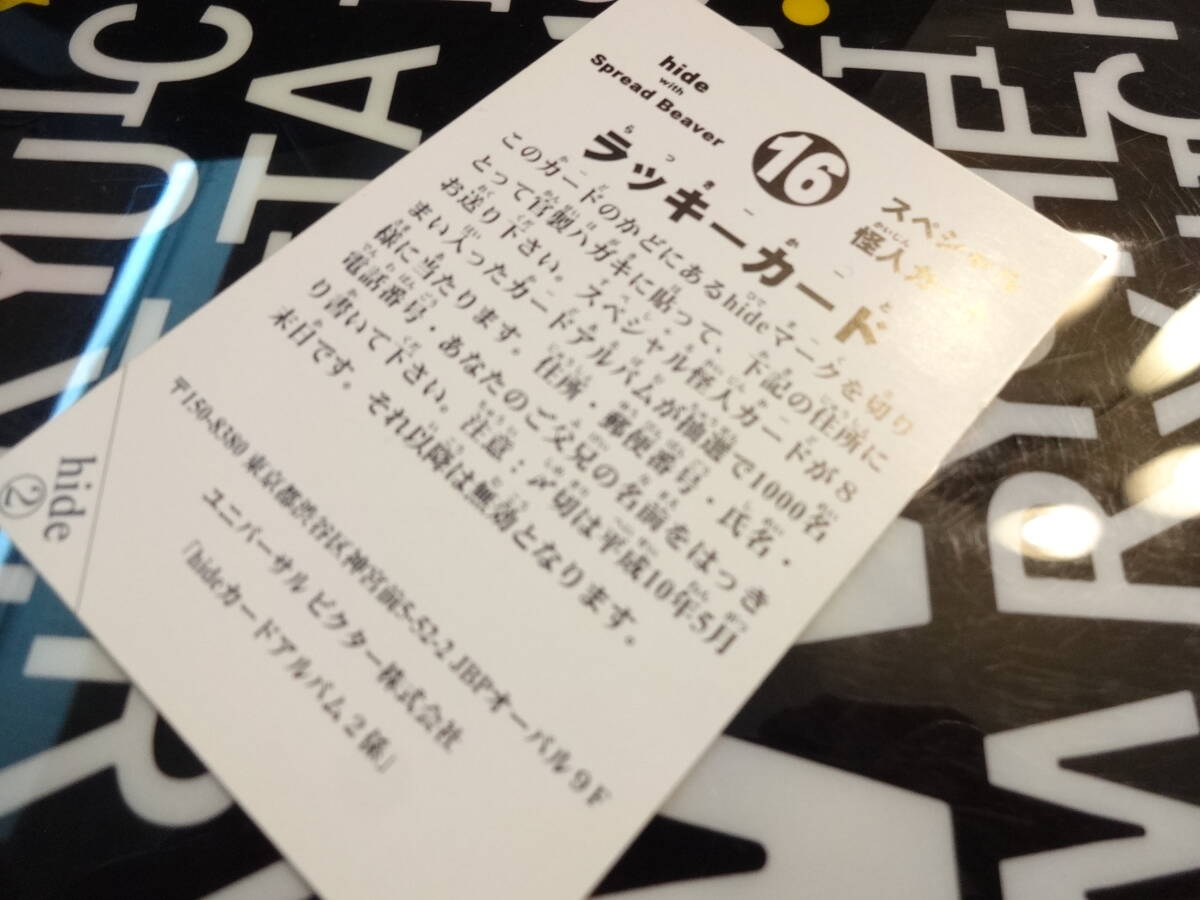 hide
with
Spread Beaver
16
スペシャル
怪人カード
かいじん
ラッキーカード
らっきーかーど
このカードのかどにあるhideマークを切り
とって官製ハガキに貼って、下記の住所に
お送り下さい。スペシャル怪人カードが8
まい入ったカードアルバムが抽選で1000名
様に当たります。住所・郵便番号・氏名・
電話番号・あなたのご父兄の名前をはっき
り書いて下さい。注意:〆切は平成10年5月
末日です。それ以降は無効となります。
〒150-8380 東京都渋谷区神宮前5-52-2 JBPオーバル9F
ユニバーサル ビクター株式会社
「hideカードアルバム2係」
hide
②